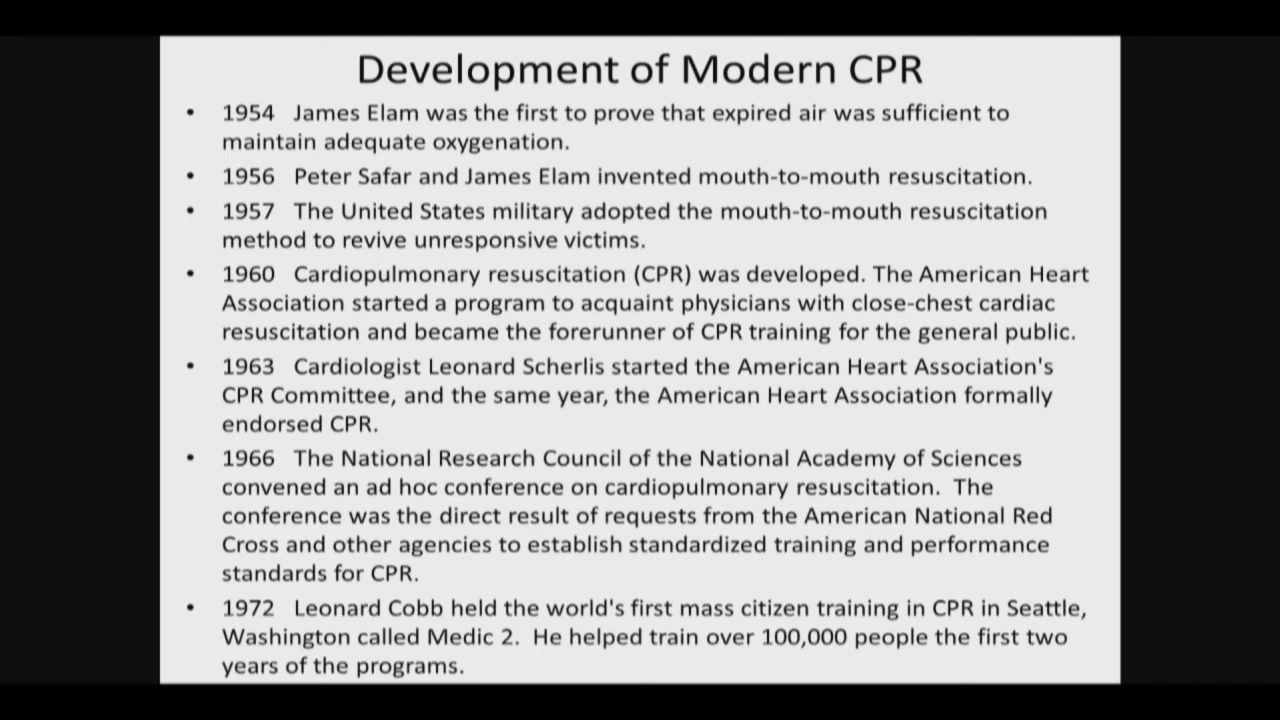 Development of Modern CPR
• 1954 James Elam was the first to prove that expired air was sufficient to
maintain adequate oxygenation.
• 1956 Peter Safar and James Elam invented mouth-to-mouth resuscitation.
• 1957 The United States military adopted the mouth-to-mouth resuscitation
method to revive unresponsive victims.
• 1960 Cardiopulmonary resuscitation (CPR) was developed. The American Heart
Association started a program to acquaint physicians with close-chest cardiac
resuscitation and became the forerunner of CPR training for the general public.
• 1963 Cardiologist Leonard Scherlis started the American Heart Association's
CPR Committee, and the same year, the American Heart Association formally
endorsed CPR.
• 1966 The National Research Council of the National Academy of Sciences
convened an ad hoc conference on cardiopulmonary resuscitation. The
conference was the direct result of requests from the American National Red
Cross and other agencies to establish standardized training and performance
standards for CPR.
• 1972 Leonard Cobb held the world's first mass citizen training in CPR in Seattle,
Washington called Medic 2. He helped train over 100,000 people the first two
years of the programs.